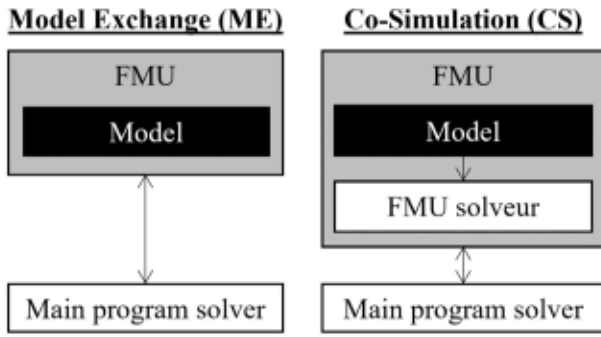 Model Exchange (ME)
FMU
Model
Main program solver
Co-Simulation (CS)
FMU
Model
FMU solveur
Main program solver